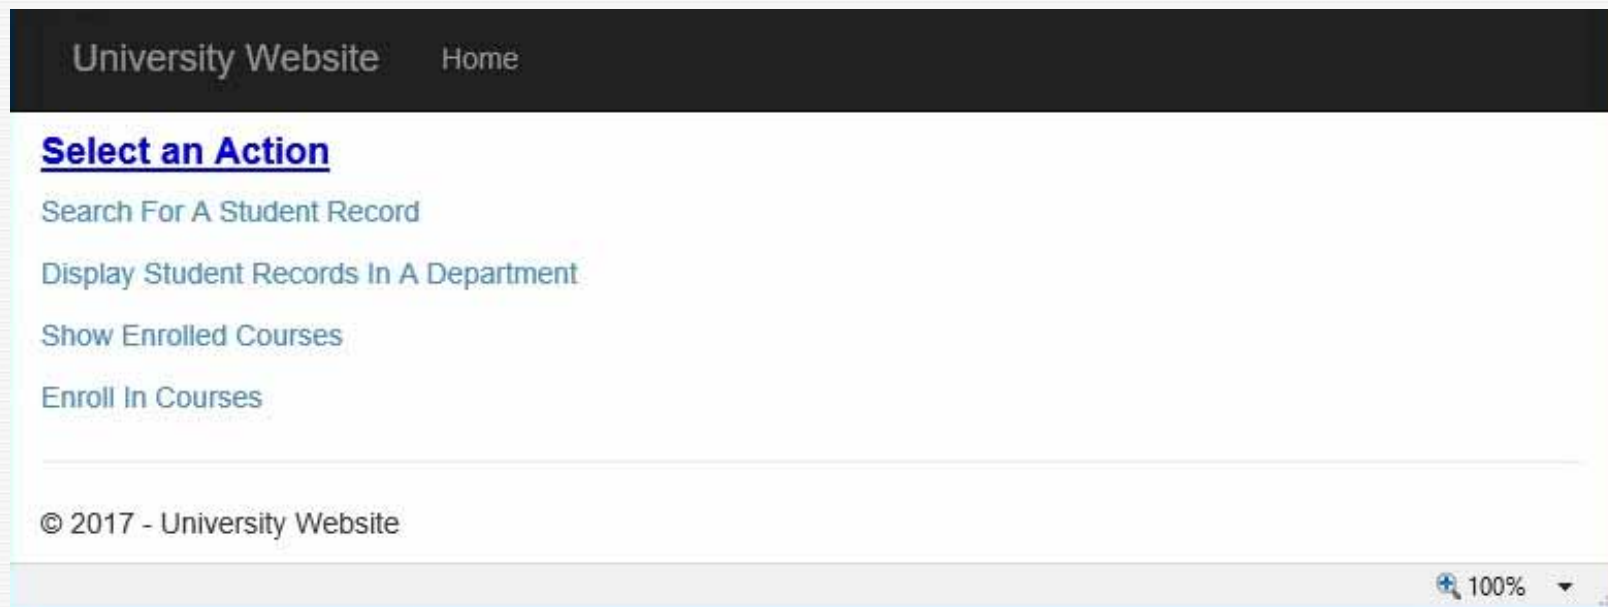 University Website Home
Select an Action
Search For A Student Record
Display Student Records In A Department
Show Enrolled Courses
Enroll In Courses
© 2017 - University Website
100%